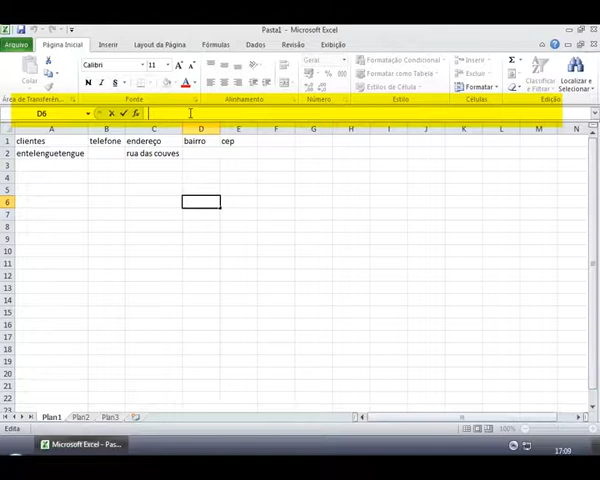 Pasta1 - Microsoft Excel
Arquivo Página Inicial Inserir Layout da Página Fórmulas Dados Revisão Exibição
Colar
Calibri 11
N I S
A A
Geral
% 000
Formatação Condicional
Formatar como Tabela
Estilos de Célula
Inserir
Excluir
Formatar
Σ
Classificar e Filtrar
Localizar e Selecionar
Área de Transferên... Fonte Alinhamento Número Estilo Células Edição
D6 fx
A B C D E F G H I J K L M N
1 clientes telefone endereço bairro cep
2 entelenguetengue rua das couves
3
4
5
6
7
8
9
10
11
12
13
14
15
16
17
18
19
20
21
22
23
Plan1 Plan2 Plan3
Edita 100%
Microsoft Excel - Pas...
17:09